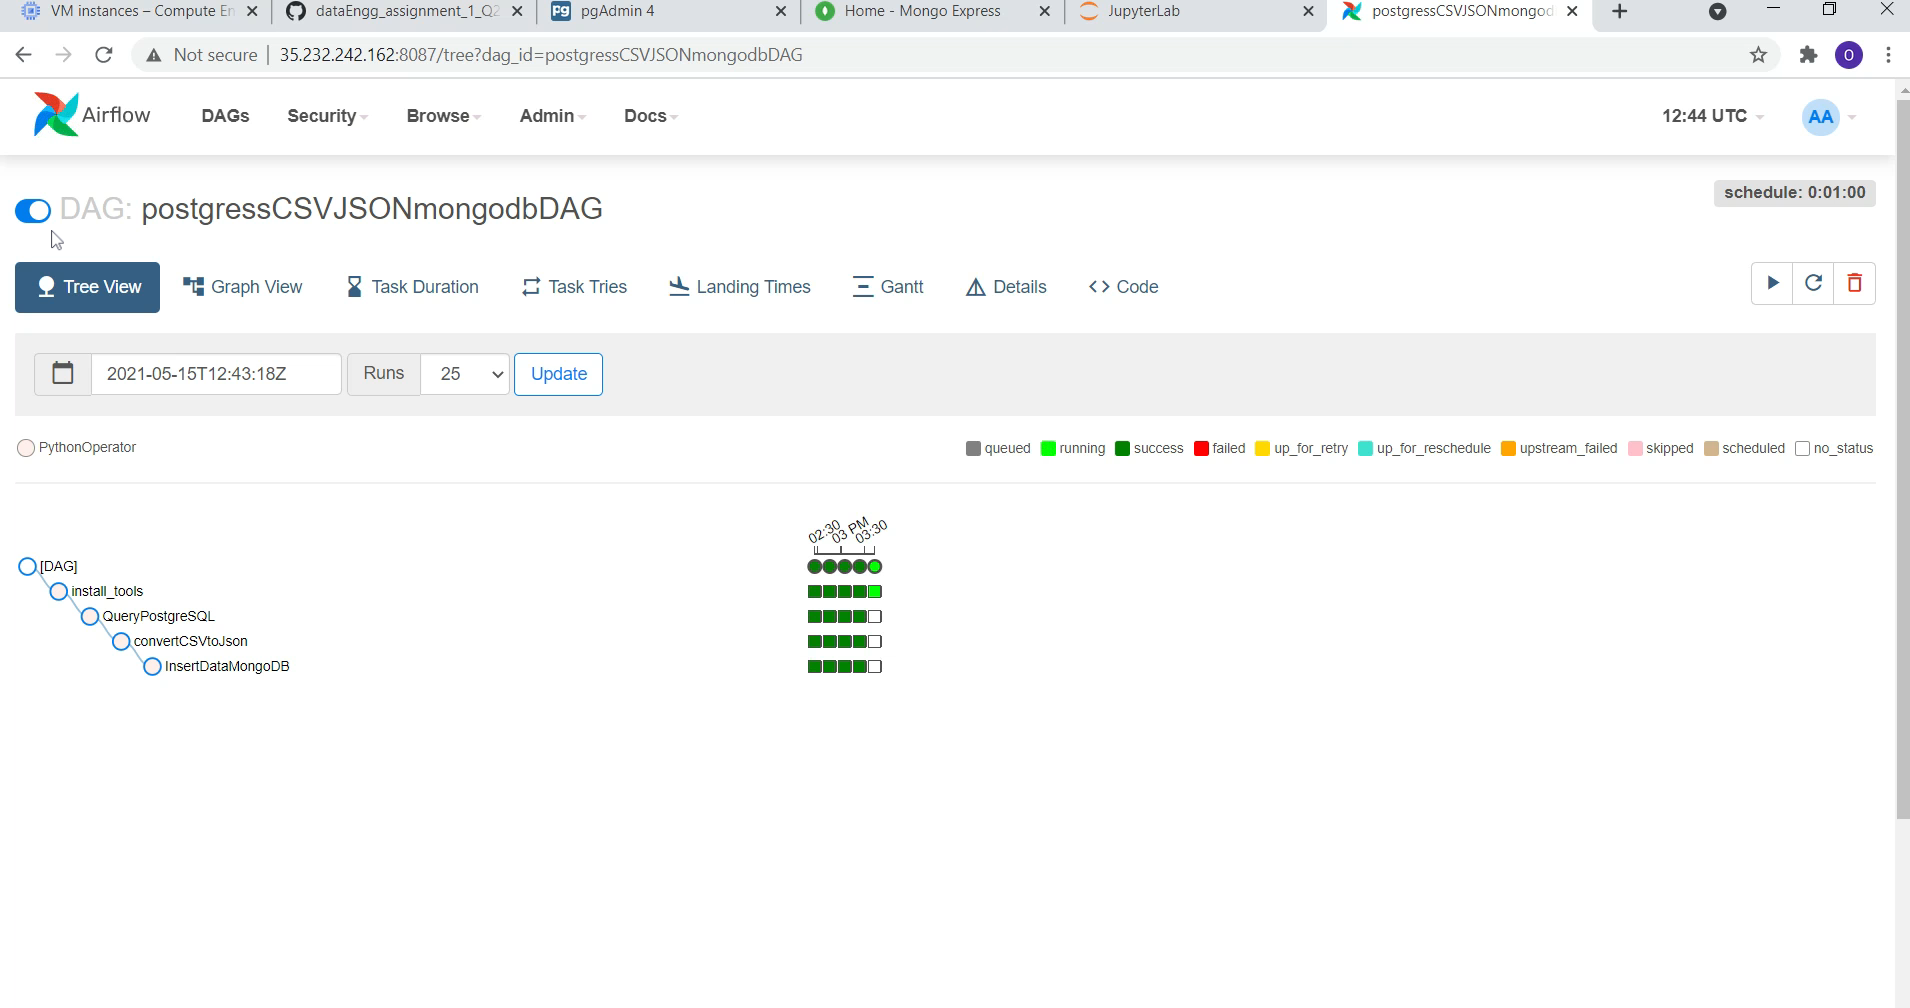 VM instances – Compute En
dataEngg_assignment_1_Q2
pgAdmin 4
Home - Mongo Express
JupyterLab
postgressCSVJSONmongod
Not secure
35.232.242.162:8087/tree?dag_id=postgressCSVJSONmongodbDAG
O
Airflow
DAGs
Security
Browse
Admin
Docs
12:44 UTC
AA
DAG: postgressCSVJSONmongodbDAG
schedule: 0:01:00
Tree View
Graph View
Task Duration
Task Tries
Landing Times
Gantt
Details
Code
2021-05-15T12:43:18Z
Runs
25
Update
PythonOperator
queued
running
success
failed
up_for_retry
up_for_reschedule
upstream_failed
skipped
scheduled
no_status
02:30
03 PM
03:30
[DAG]
install_tools
QueryPostgreSQL
convertCSVtoJson
InsertDataMongoDB